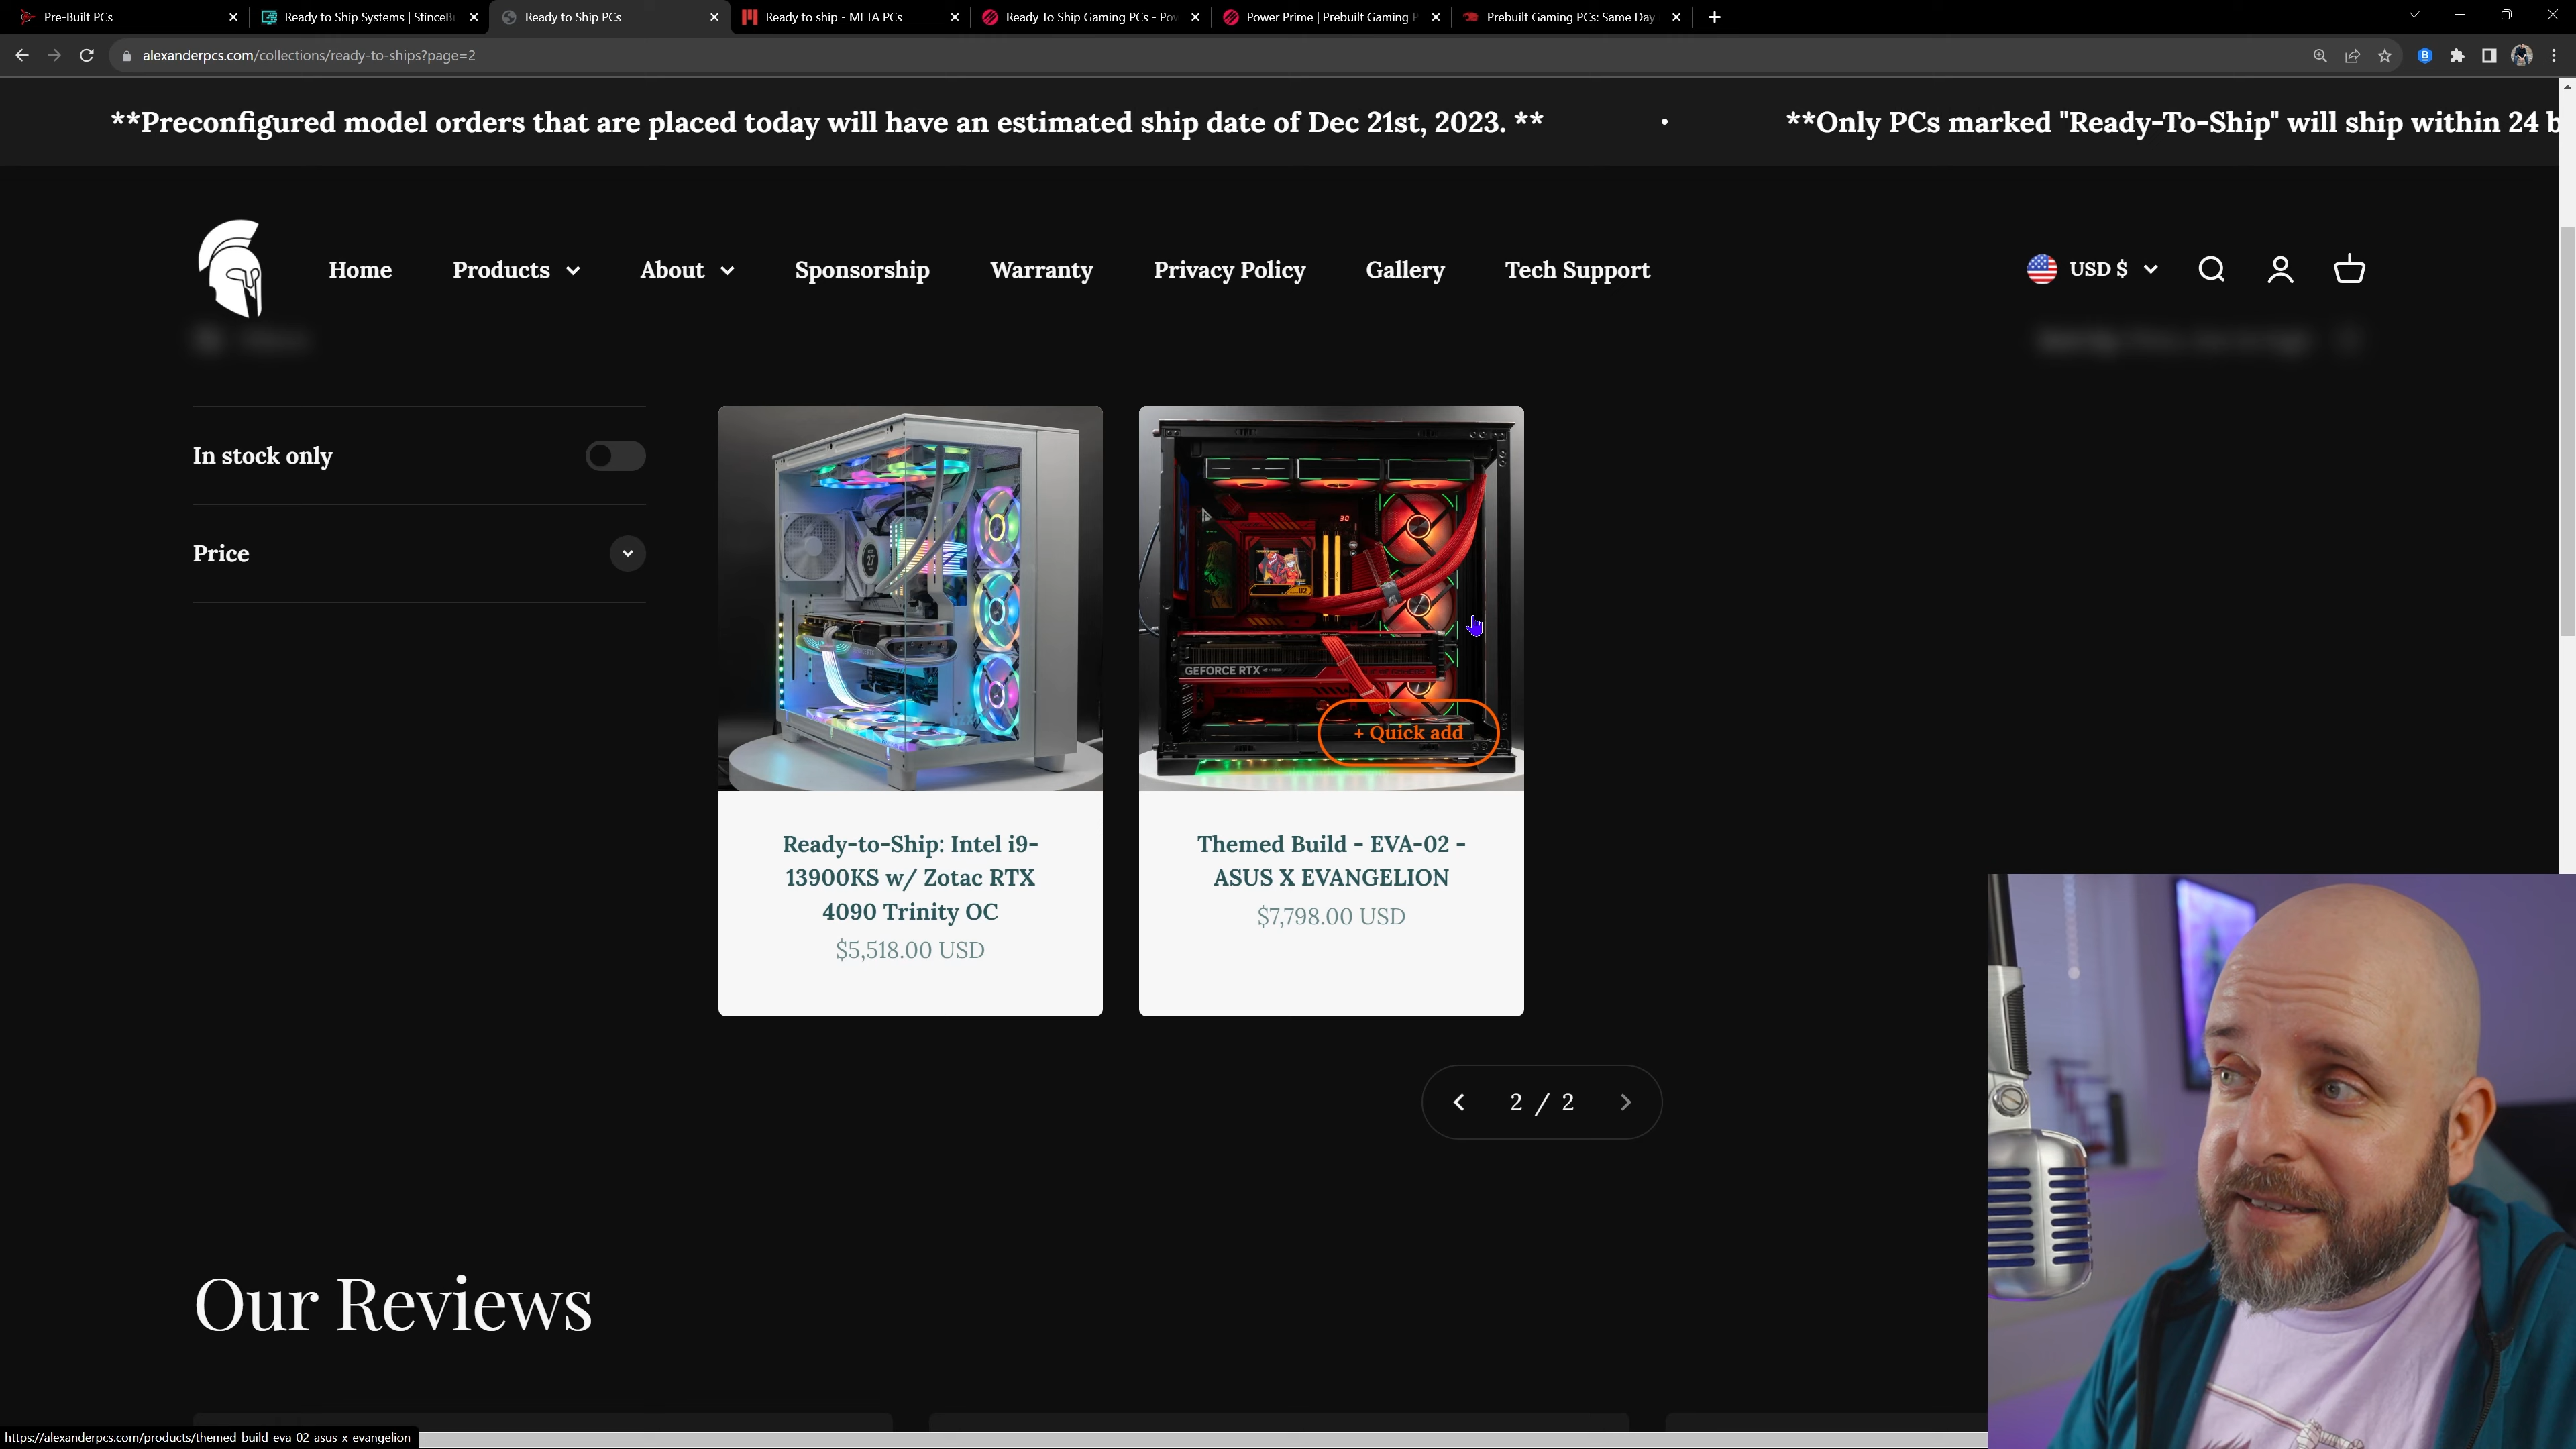 Pre-Built PCs
Ready to Ship Systems | StinceBu
Ready to Ship PCs
Ready to ship - META PCs
Ready To Ship Gaming PCs - Pow
Power Prime | Prebuilt Gaming P
Prebuilt Gaming PCs: Same Day
alexanderpcs.com/collections/ready-to-ships?page=2
**Preconfigured model orders that are placed today will have an estimated ship date of Dec 21st, 2023. ** • **Only PCs marked "Ready-To-Ship" will ship within 24 b
Home Products About Sponsorship Warranty Privacy Policy Gallery Tech Support USD $
In stock only
Price
30
GEFORCE RTX
+ Quick add
Ready-to-Ship: Intel i9-
13900KS w/ Zotac RTX
4090 Trinity OC
$5,518.00 USD
Themed Build - EVA-02 -
ASUS X EVANGELION
$7,798.00 USD
2 / 2
Our Reviews
https://alexanderpcs.com/products/themed-build-eva-02-asus-x-evangelion